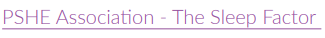 PSHE Association - The Sleep Factor